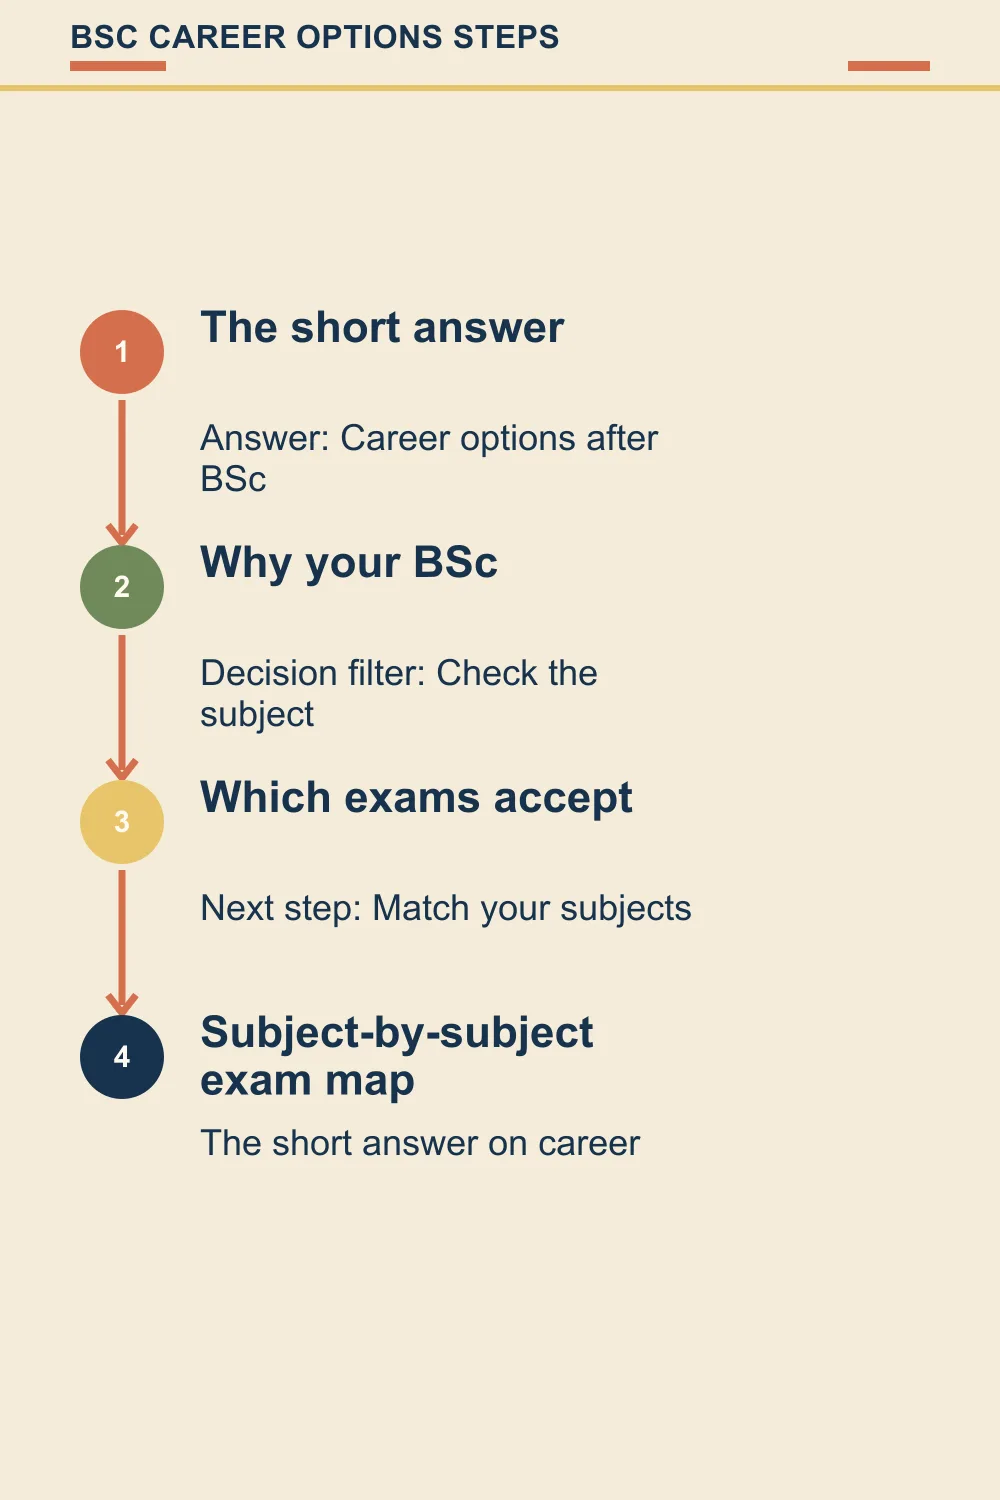 BSC CAREER OPTIONS STEPS
1
The short answer
Answer: Career options after
BSc
2
Why your BSc
Decision filter: Check the
subject
3
Which exams accept
Next step: Match your subjects
4
Subject-by-subject
exam map
The short answer on career